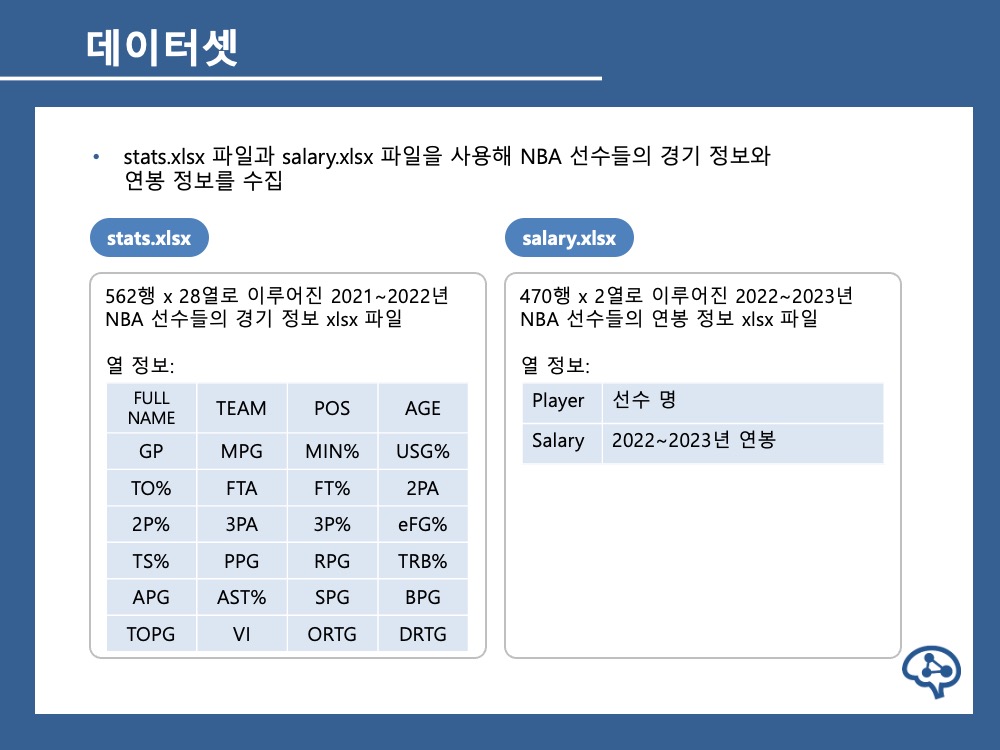 데이터셋
• stats.xlsx 파일과 salary.xlsx 파일을 사용해 NBA 선수들의 경기 정보와
연봉 정보를 수집
stats.xlsx
562행 x 28열로 이루어진 2021~2022년
NBA 선수들의 경기 정보 xlsx 파일
열 정보:
FULL
NAME TEAM POS AGE
GP MPG MIN% USG%
TO% FTA FT% 2PA
2P% 3PA 3P% eFG%
TS% PPG RPG TRB%
APG AST% SPG BPG
TOPG VI ORTG DRTG
salary.xlsx
470행 x 2열로 이루어진 2022~2023년
NBA 선수들의 연봉 정보 xlsx 파일
열 정보:
Player 선수 명
Salary 2022~2023년 연봉